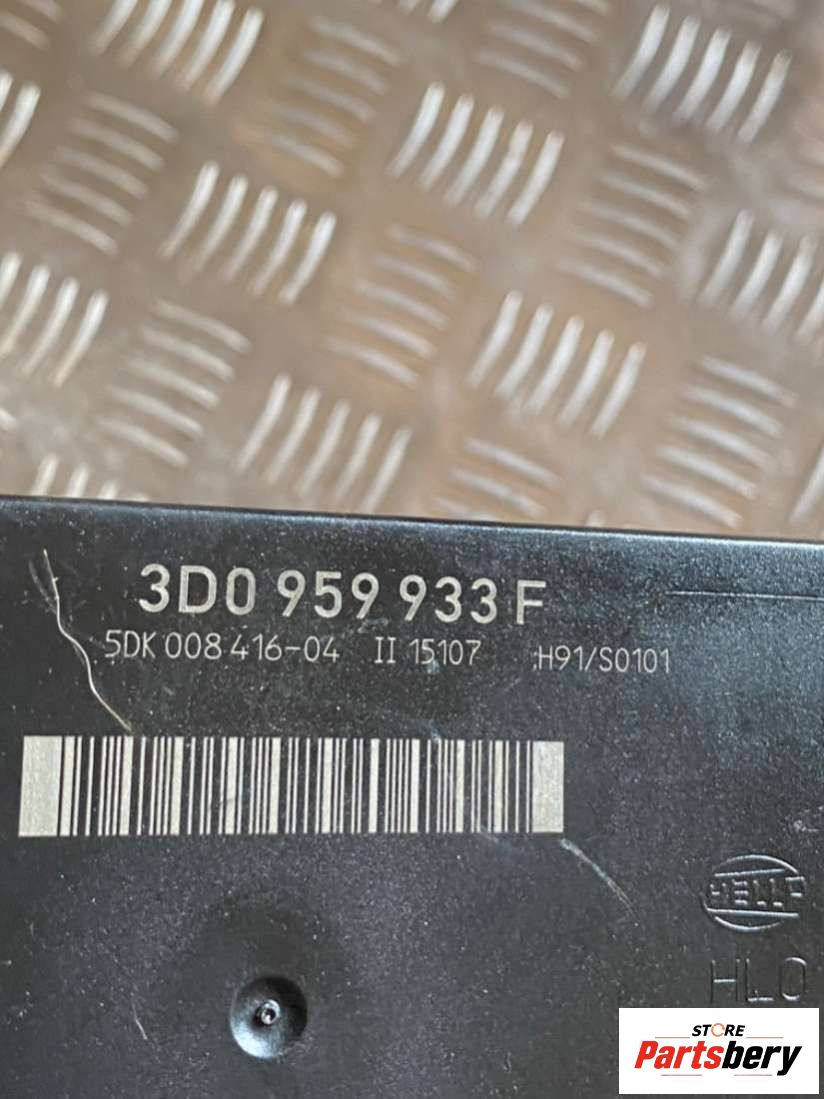 3D0 959 933 F
5DK 008 416-04 II 15107 :H91/S0101
HELLA
HLO
STORE
Partsbery